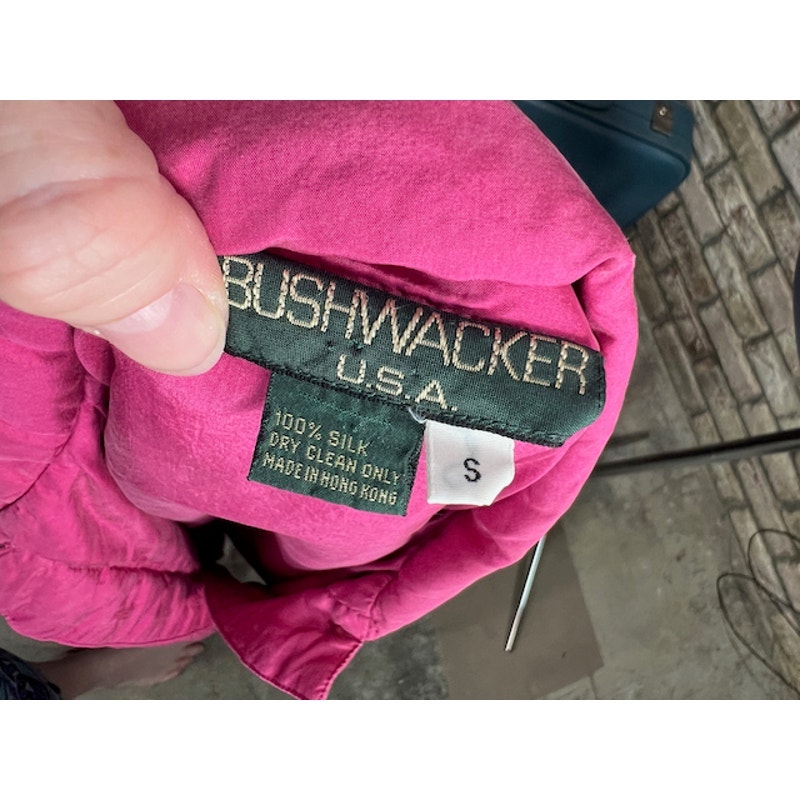 BUSHWACKER
U.S.A.
100% SILK
DRY CLEAN ONLY
MADE IN HONG KONG
S